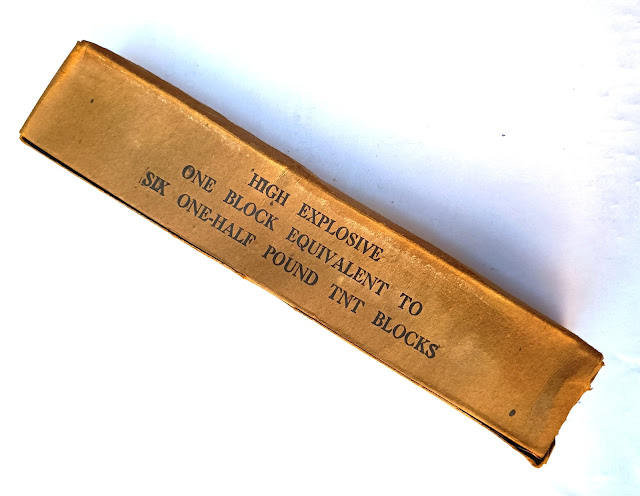 HIGH EXPLOSIVE
ONE BLOCK EQUIVALENT TO
SIX ONE-HALF POUND TNT BLOCKS